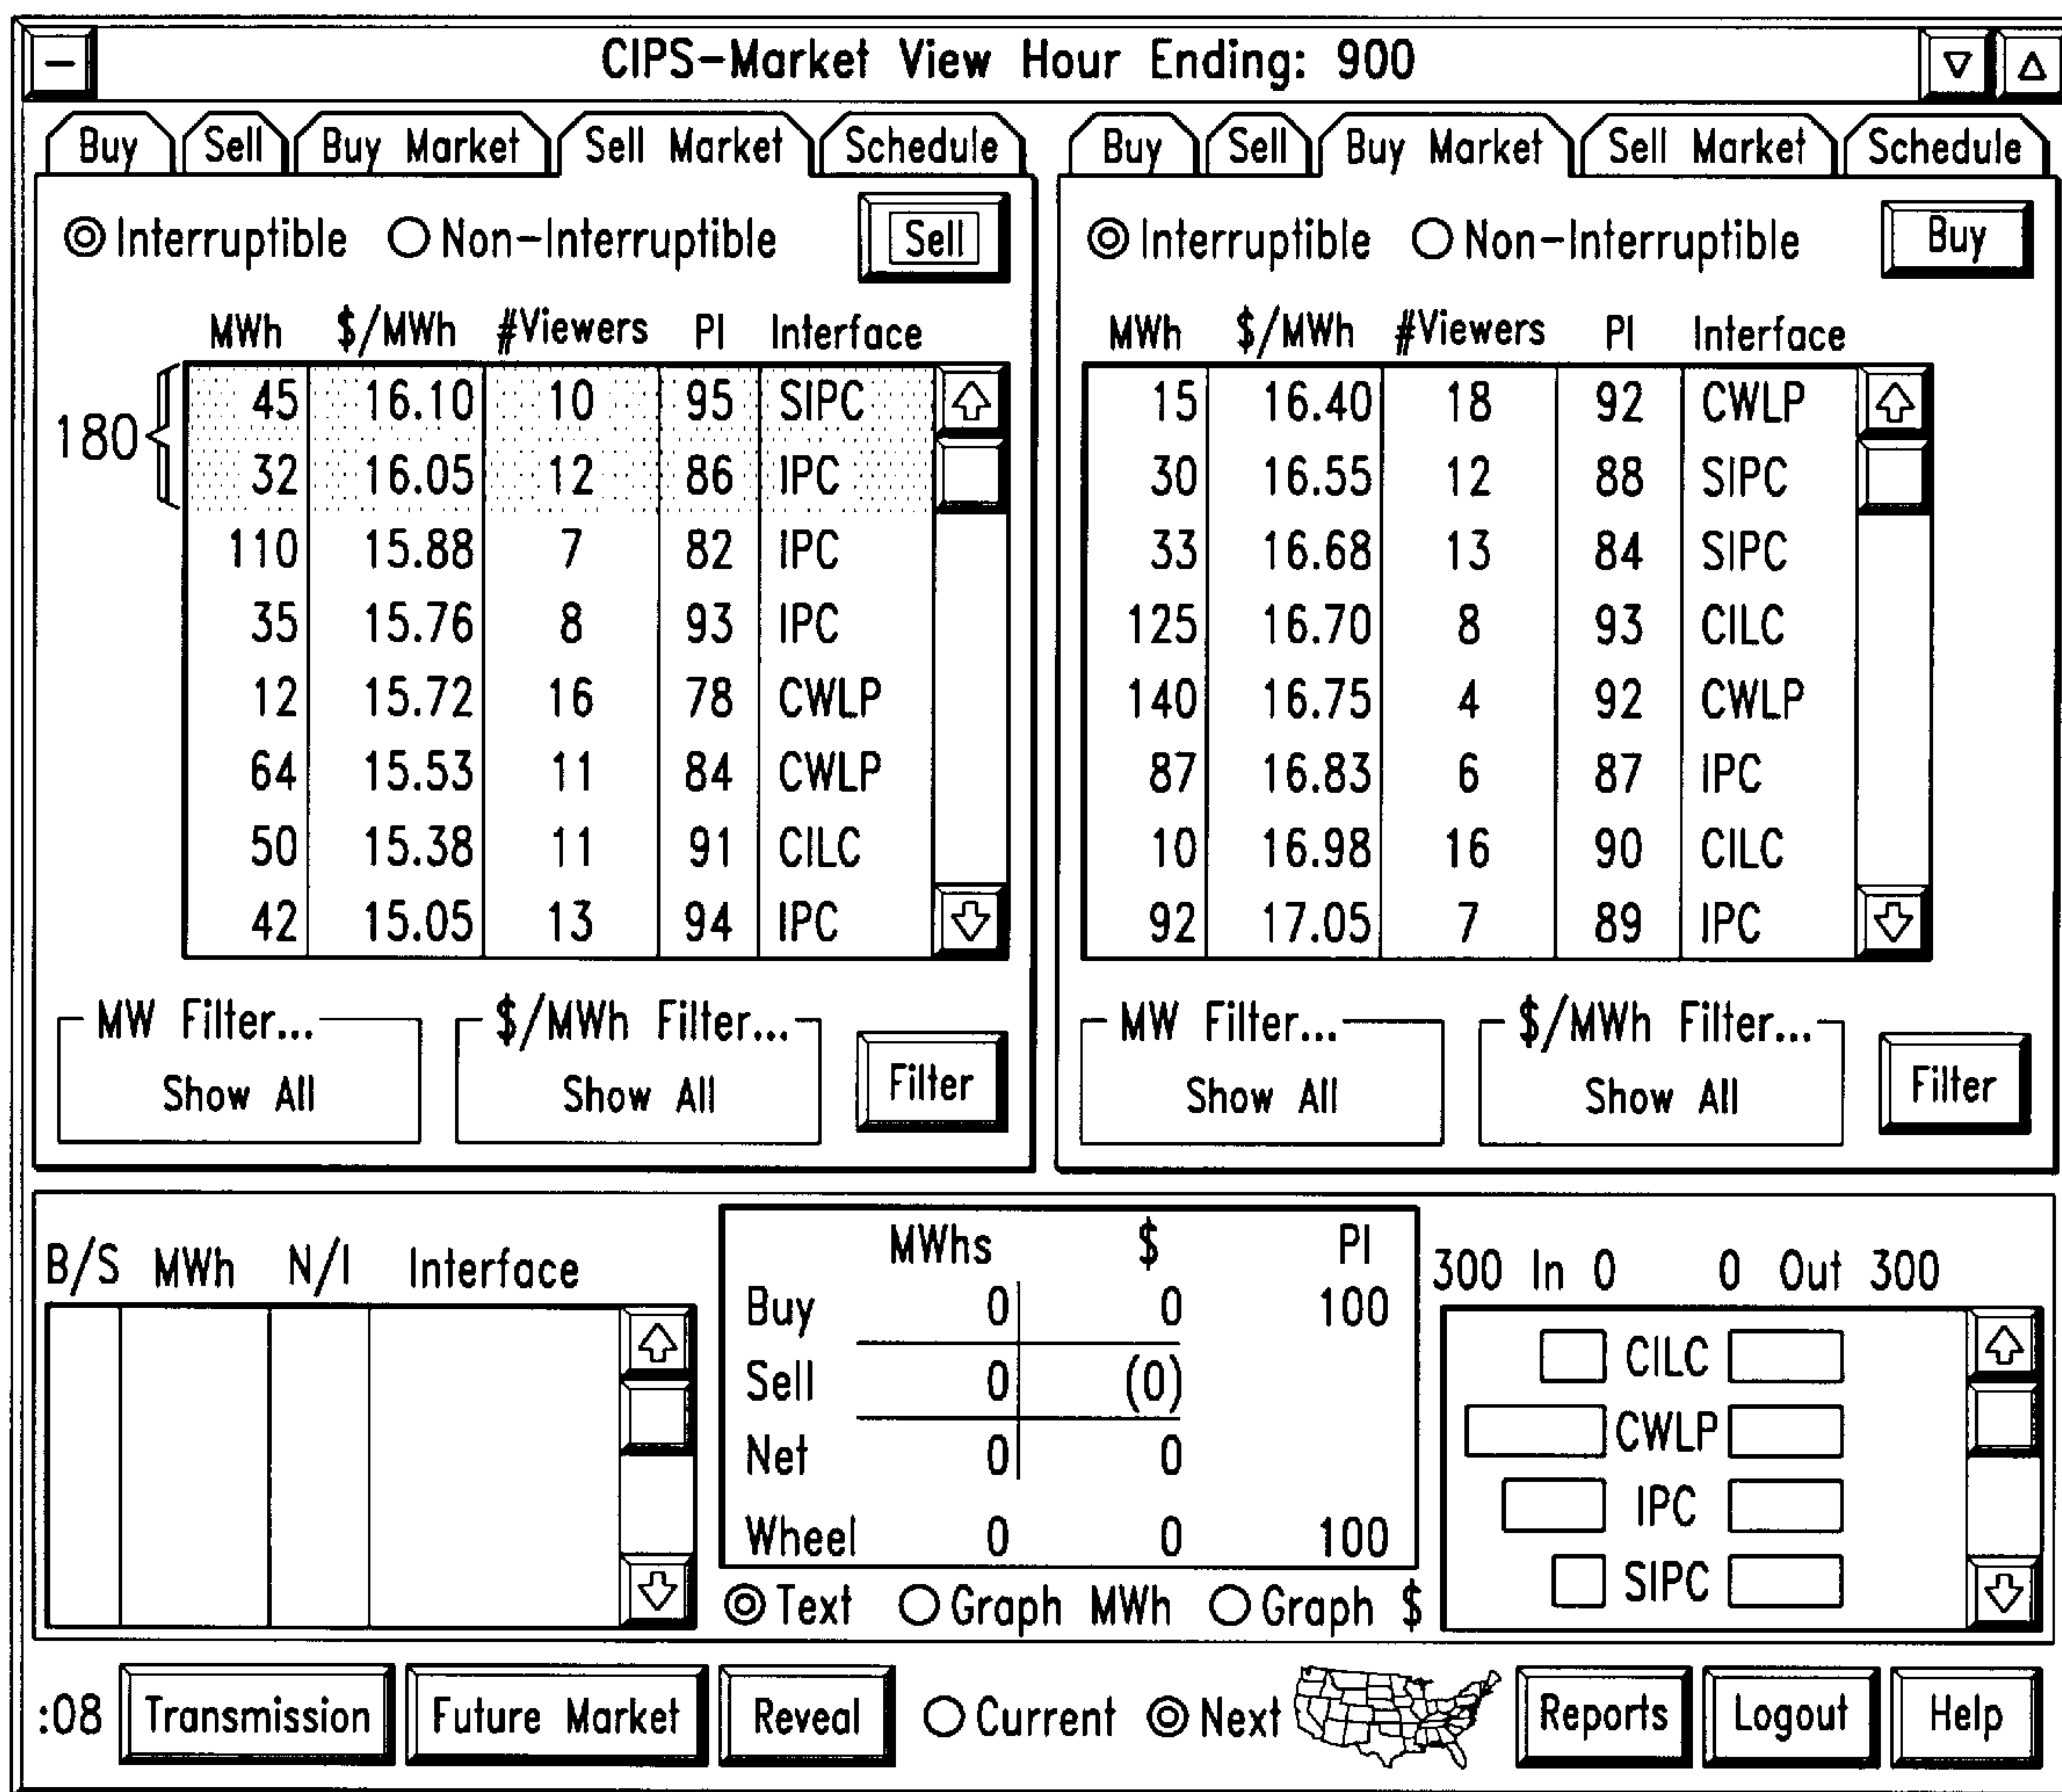 CIPS-Market View Hour Ending: 900
Buy Sell Buy Market Sell Market Schedule
Interruptible Non-Interruptible Sell
MWh $/MWh #Viewers PI Interface
180
45 16.10 10 95 SIPC
32 16.05 12 86 IPC
110 15.88 7 82 IPC
35 15.76 8 93 IPC
12 15.72 16 78 CWLP
64 15.53 11 84 CWLP
50 15.38 11 91 CILC
42 15.05 13 94 IPC
MW Filter... $/MWh Filter...
Show All Show All Filter
Buy Sell Buy Market Sell Market Schedule
Interruptible Non-Interruptible Buy
MWh $/MWh #Viewers PI Interface
15 16.40 18 92 CWLP
30 16.55 12 88 SIPC
33 16.68 13 84 SIPC
125 16.70 8 93 CILC
140 16.75 4 92 CWLP
87 16.83 6 87 IPC
10 16.98 16 90 CILC
92 17.05 7 89 IPC
MW Filter... $/MWh Filter...
Show All Show All Filter
B/S MWh N/I Interface
MWhs $ PI
Buy 0 0 100
Sell 0 (0)
Net 0 0
Wheel 0 0 100
Text Graph MWh Graph $
300 In 0 0 Out 300
CILC
CWLP
IPC
SIPC
:08 Transmission Future Market Reveal Current Next Reports Logout Help